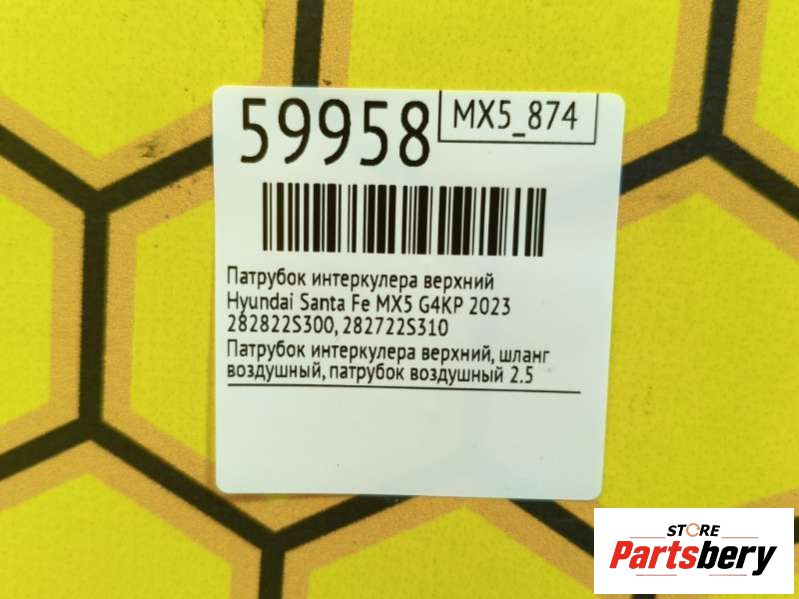 59958
MX5_874
Патрубок интеркулера верхний
Hyundai Santa Fe MX5 G4KP 2023
282822S300, 282722S310
Патрубок интеркулера верхний, шланг
воздушный, патрубок воздушный 2.5
STORE
Partsbery